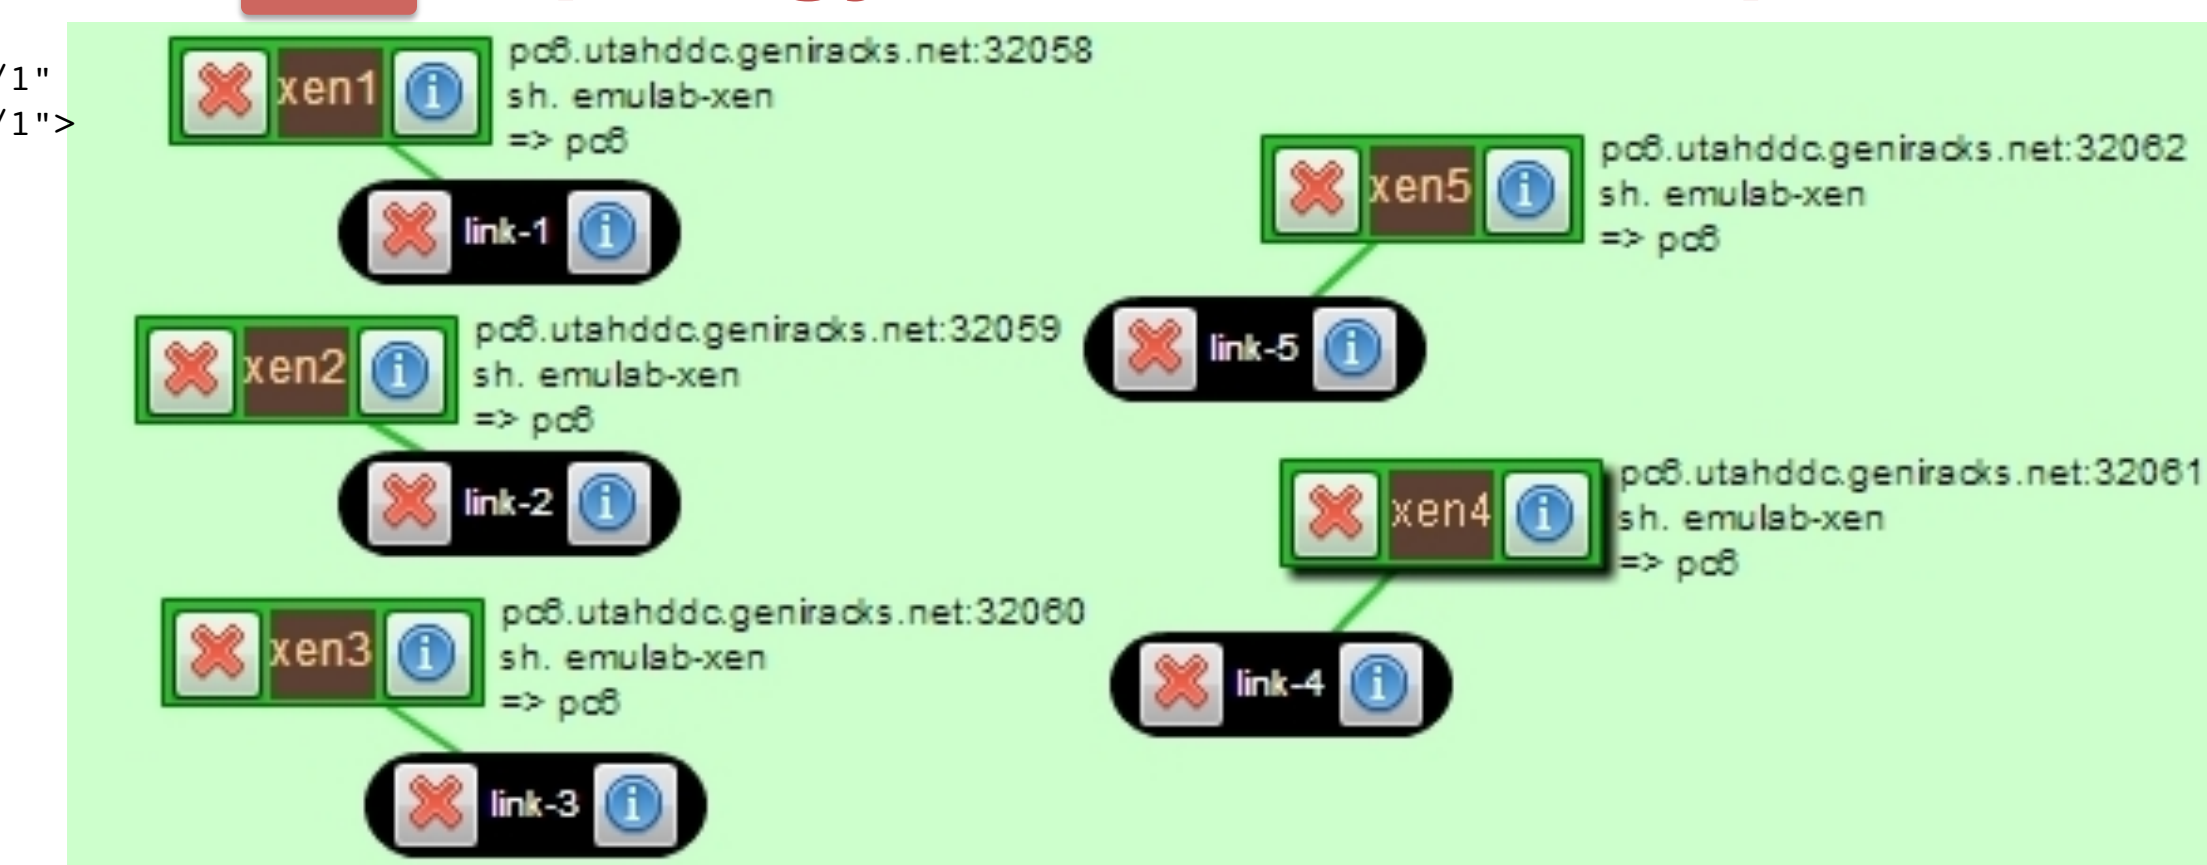 /1"
/1">
xen1
pc6.utahddc.geniracks.net:32058
sh. emulab-xen
=> pc6
link-1
xen2
pc6.utahddc.geniracks.net:32059
sh. emulab-xen
=> pc6
link-2
xen3
pc6.utahddc.geniracks.net:32060
sh. emulab-xen
=> pc6
link-3
xen5
pc6.utahddc.geniracks.net:32062
sh. emulab-xen
=> pc6
link-5
xen4
pc6.utahddc.geniracks.net:32061
sh. emulab-xen
=> pc6
link-4